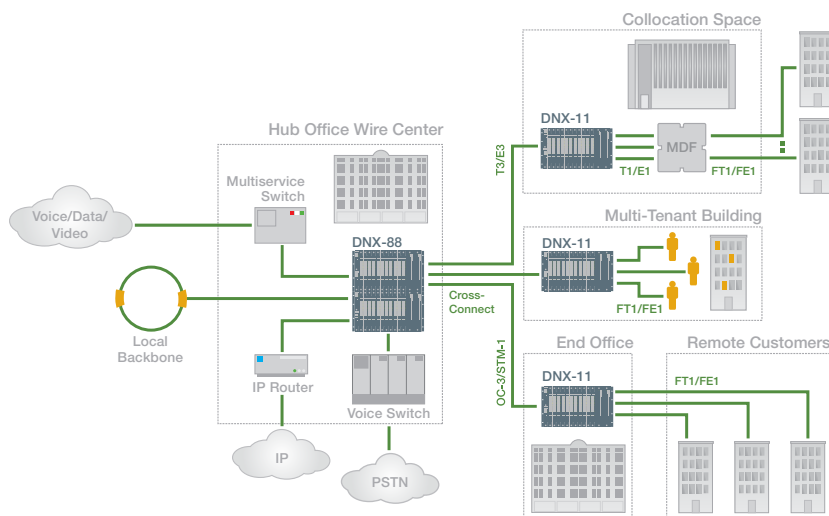 Collocation Space
DNX-11
T3/E3
MDF
T1/E1
FT1/FE1
Hub Office Wire Center
Multiservice
Switch
Voice/Data/
Video
DNX-88
Local
Backbone
IP Router
Voice Switch
IP
PSTN
Cross-
Connect
Multi-Tenant Building
DNX-11
FT1/FE1
OC-3/STM-1
End Office
DNX-11
Remote Customers
FT1/FE1